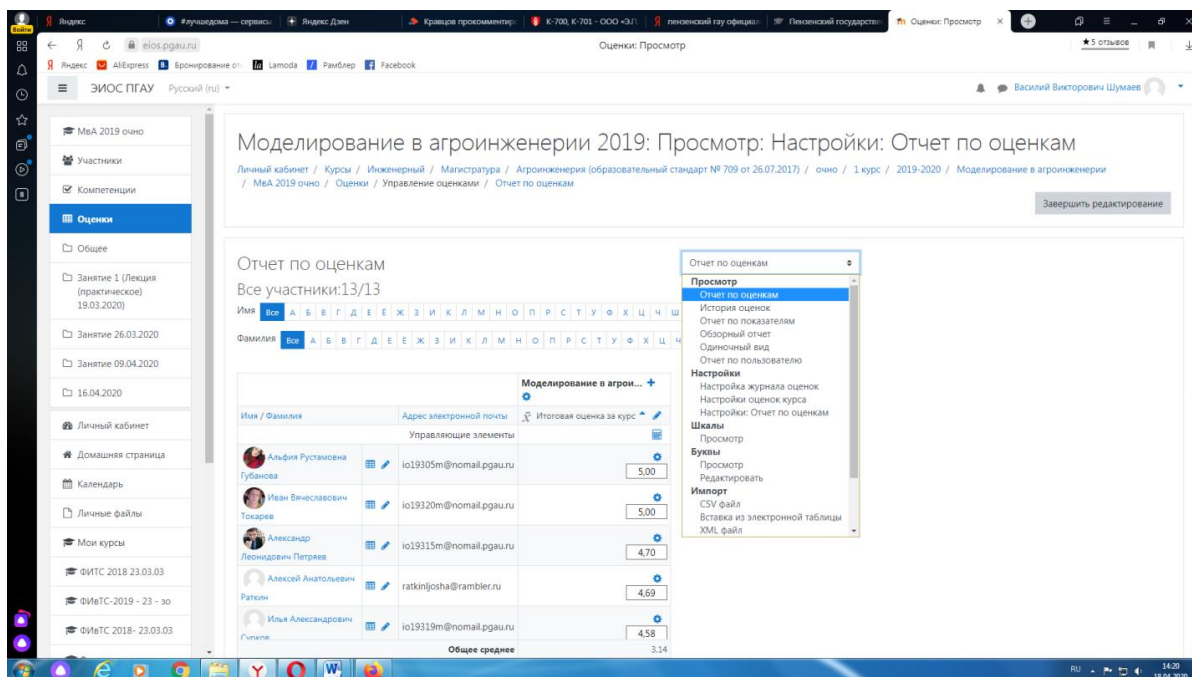 Войти
Яндекс
#лучшедома — сервисы
Яндекс Дзен
Кравцов прокомментиро
К-700, К-701 - ООО «Э.Г.
пензенский гау официал
Пензенский государстве
Оценки: Просмотр
eios.pgau.ru
Оценки: Просмотр
★5 отзывов
Яндекс
AliExpress
Бронирование от
Lamoda
Рамблер
Facebook
ЭИОС ПГАУ
Русский (ru)
Василий Викторович Шумаев
МвА 2019 очно
Участники
Компетенции
Оценки
Общее
Занятие 1 (Лекция
(практическое)
19.03.2020)
Занятие 26.03.2020
Занятие 09.04.2020
16.04.2020
Личный кабинет
Домашняя страница
Календарь
Личные файлы
Мои курсы
ФИТС 2018 23.03.03
ФИвТС-2019 - 23 - зо
ФИвТС 2018- 23.03.03
Моделирование в агроинженерии 2019: Просмотр: Настройки: Отчет по оценкам
Личный кабинет / Курсы / Инженерный / Магистратура / Агроинженерия (образовательный стандарт № 709 от 26.07.2017) / очно / 1 курс / 2019-2020 / Моделирование в агроинженерии
/ МвА 2019 очно / Оценки / Управление оценками / Отчет по оценкам
Завершить редактирование
Отчет по оценкам
Все участники:13/13
Имя Все А Б В Г Д Е Ё Ж З И К Л М Н О П Р С Т У Ф Х Ц Ч Ш
Фамилия Все А Б В Г Д Е Ё Ж З И К Л М Н О П Р С Т У Ф Х Ц Ч
Моделирование в агрои...
Имя / Фамилия
Адрес электронной почты
Итоговая оценка за курс
Управляющие элементы
Альфия Рустамовна
Губанова
io19305m@nomail.pgau.ru
5,00
Иван Вячеславович
Токарев
io19320m@nomail.pgau.ru
5,00
Александр
Леонидович Петряев
io19315m@nomail.pgau.ru
4,70
Алексей Анатольевич
Раткин
ratkinljosha@rambler.ru
4,69
Илья Александрович
Сурков
io19319m@nomail.pgau.ru
4,58
Общее среднее
3.14
Отчет по оценкам
Просмотр
Отчет по оценкам
История оценок
Отчет по показателям
Обзорный отчет
Одиночный вид
Отчет по пользователю
Настройки
Настройка журнала оценок
Настройки оценок курса
Настройки: Отчет по оценкам
Шкалы
Просмотр
Буквы
Просмотр
Редактировать
Импорт
CSV файл
Вставка из электронной таблицы
XML файл
RU
14:20
18.04.2020